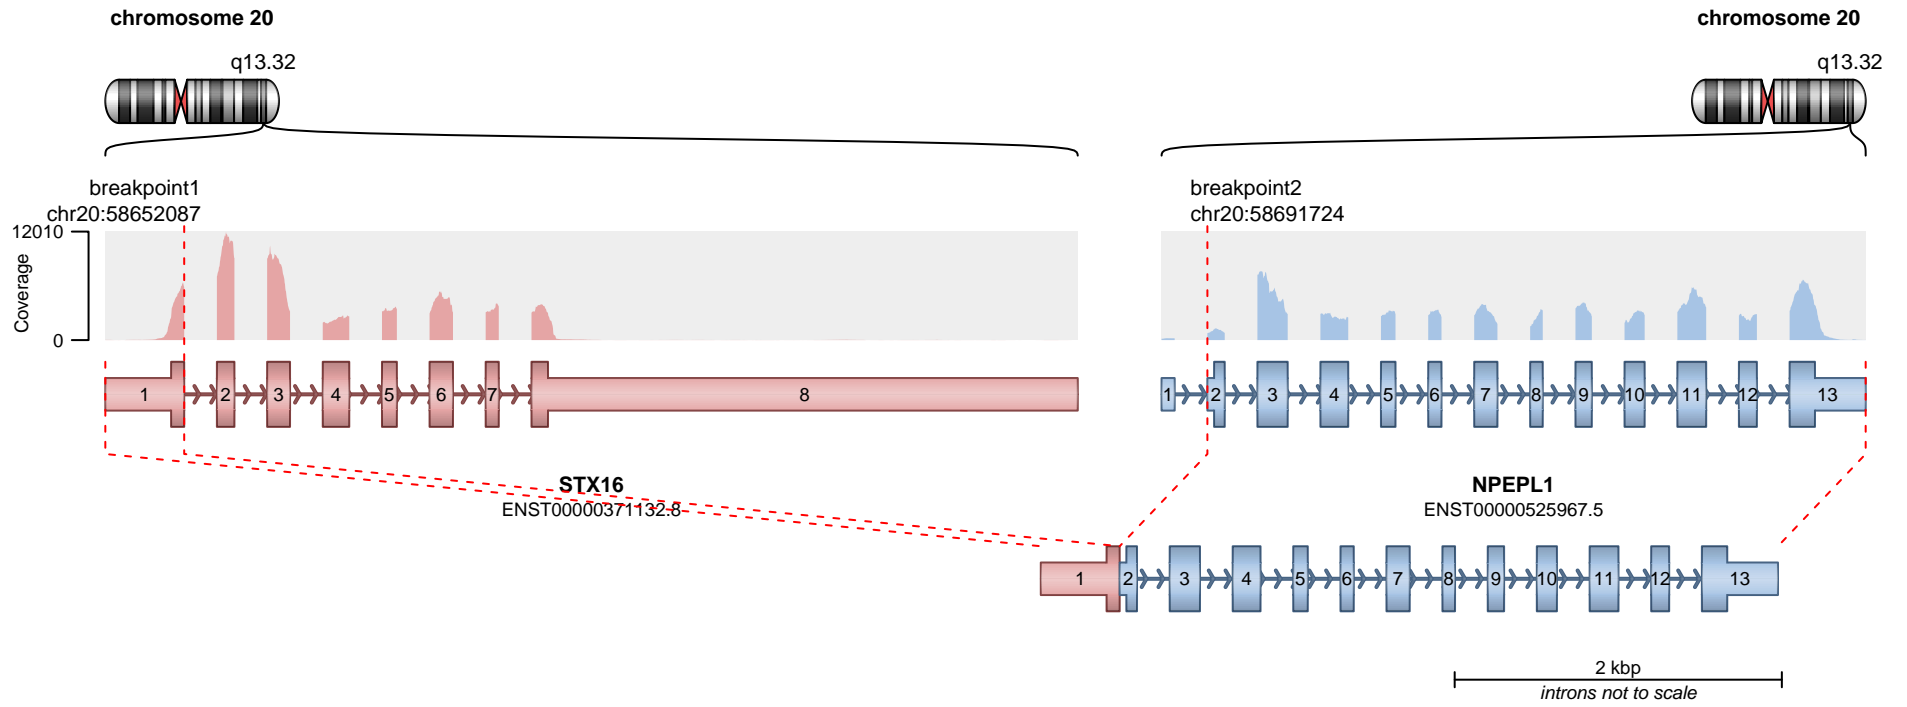 chromosome 20
chromosome 20
q13.32
q13.32
breakpoint1
chr20:58652087
breakpoint2
chr20:58691724
12010
Coverage
0
1 2 3 4 5 6 7 8
1 2 3 4 5 6 7 8 9 10 11 12 13
STX16
ENST00000371132.8
NPEPL1
ENST00000525967.5
1 2 3 4 5 6 7 8 9 10 11 12 13
2 kbp
introns not to scale